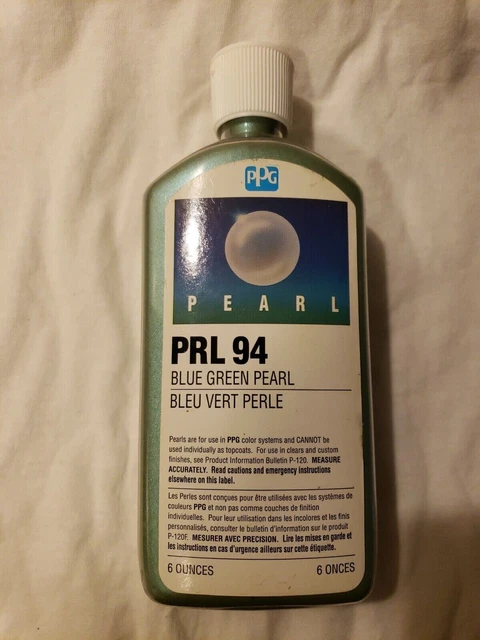 PPG
PEARL
PRL 94
BLUE GREEN PEARL
BLEU VERT PERLE
Pearls are for use in PPG color systems and CANNOT be
used individually as topcoats. For use in clears and custom
finishes, see Product Information Bulletin P-120. MEASURE
ACCURATELY. Read cautions and emergency instructions
elsewhere on this label.
Les Perles sont conçues pour être utilisées avec les systèmes de
couleurs PPG et non pas comme couches de finition
individuelles. Pour leur utilisation dans les incolores et les finis
personnalisés, consulter le bulletin d'information sur le produit
P-120F. MESURER AVEC PRECISION. Lire les mises en garde et
les instructions en cas d'urgence ailleurs sur cette étiquette.
6 OUNCES 6 ONCES